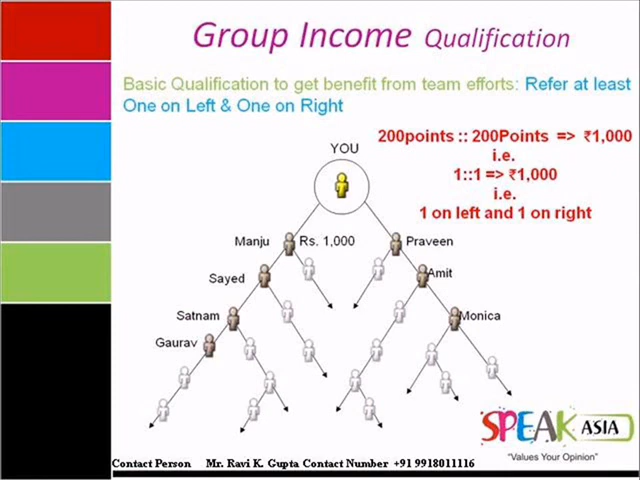 Group Income Qualification
Basic Qualification to get benefit from team efforts: Refer at least
One on Left & One on Right
200points :: 200Points => ₹1,000
i.e.
1::1 => ₹1,000
i.e.
1 on left and 1 on right
YOU
Manju Rs. 1,000 Praveen
Sayed Amit
Satnam Monica
Gaurav
SPEAK ASIA
"Values Your Opinion"
Contact Person Mr. Ravi K. Gupta Contact Number +91 9918011116